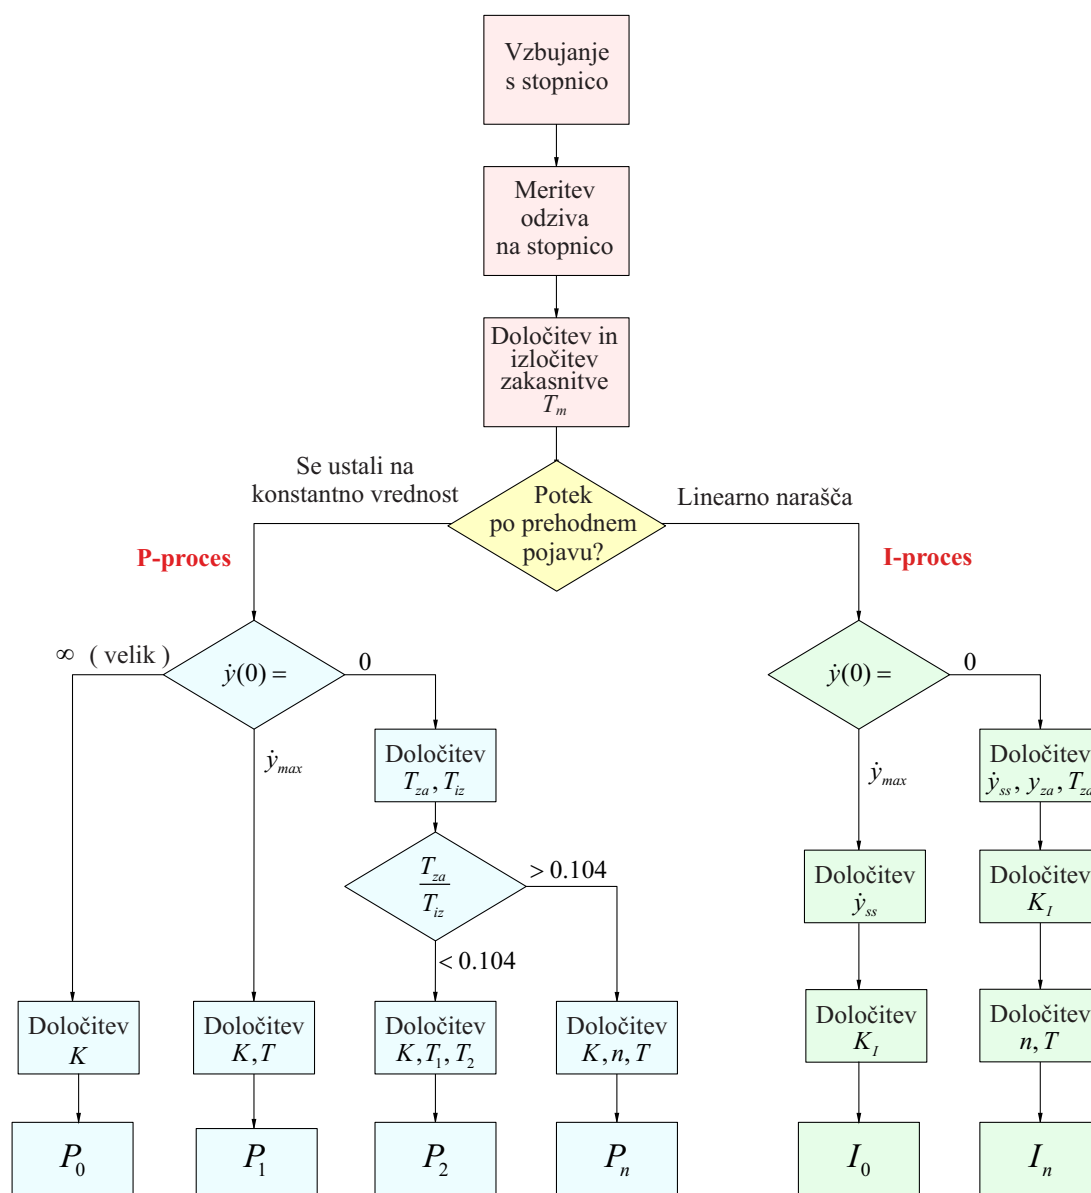 Vzbujanje
s stopnico
Meritev
odziva
na stopnico
Določitev in
izločitev
zakasnitve
T_m
Se ustali na
konstantno vrednost
Potek
po prehodnem
pojavu?
Linearno narašča
P-proces
I-proces
∞ ( velik )
ẏ(0) =
0
ẏ_max
Določitev
T_za, T_iz
T_za
T_iz
> 0.104
< 0.104
Določitev
K
Določitev
K, T
Določitev
K, T_1, T_2
Določitev
K, n, T
P_0
P_1
P_2
P_n
ẏ(0) =
0
ẏ_max
Določitev
ẏ_ss
Določitev
K_I
I_0
Določitev
ẏ_ss, y_za, T_za
Določitev
K_I
Določitev
n, T
I_n